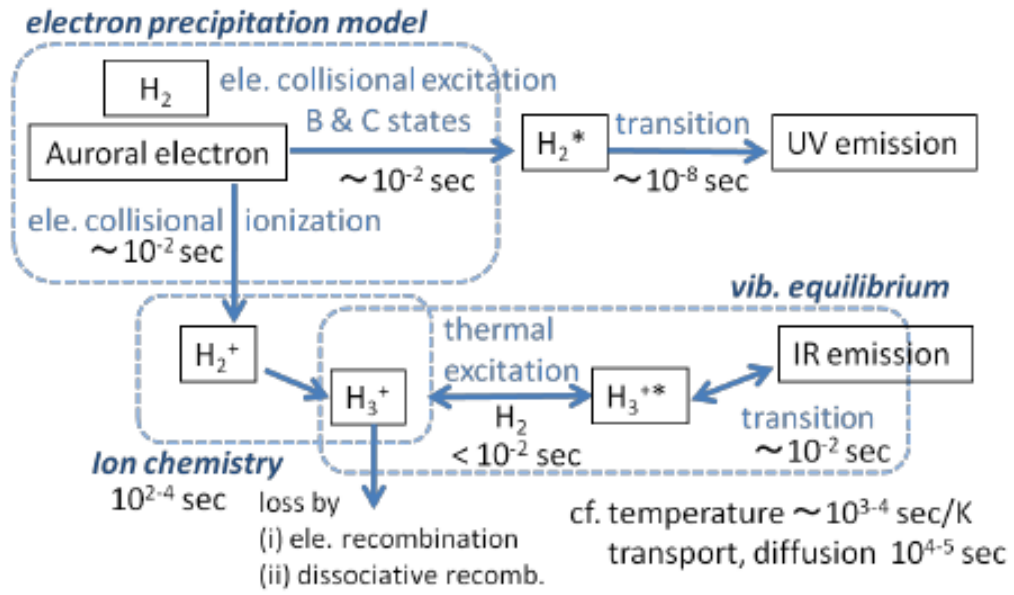 electron precipitation model
H₂
ele. collisional excitation
B & C states
Auroral electron
～10⁻² sec
H₂*
transition
～10⁻⁸ sec
UV emission
ele. collisional ionization
～10⁻² sec
vib. equilibrium
H₂⁺
H₃⁺
thermal
excitation
H₂
< 10⁻² sec
H₃⁺*
IR emission
transition
～10⁻² sec
Ion chemistry
10²⁻⁴ sec
loss by
(i) ele. recombination
(ii) dissociative recomb.
cf. temperature ～10³⁻⁴ sec/K
transport, diffusion 10⁴⁻⁵ sec